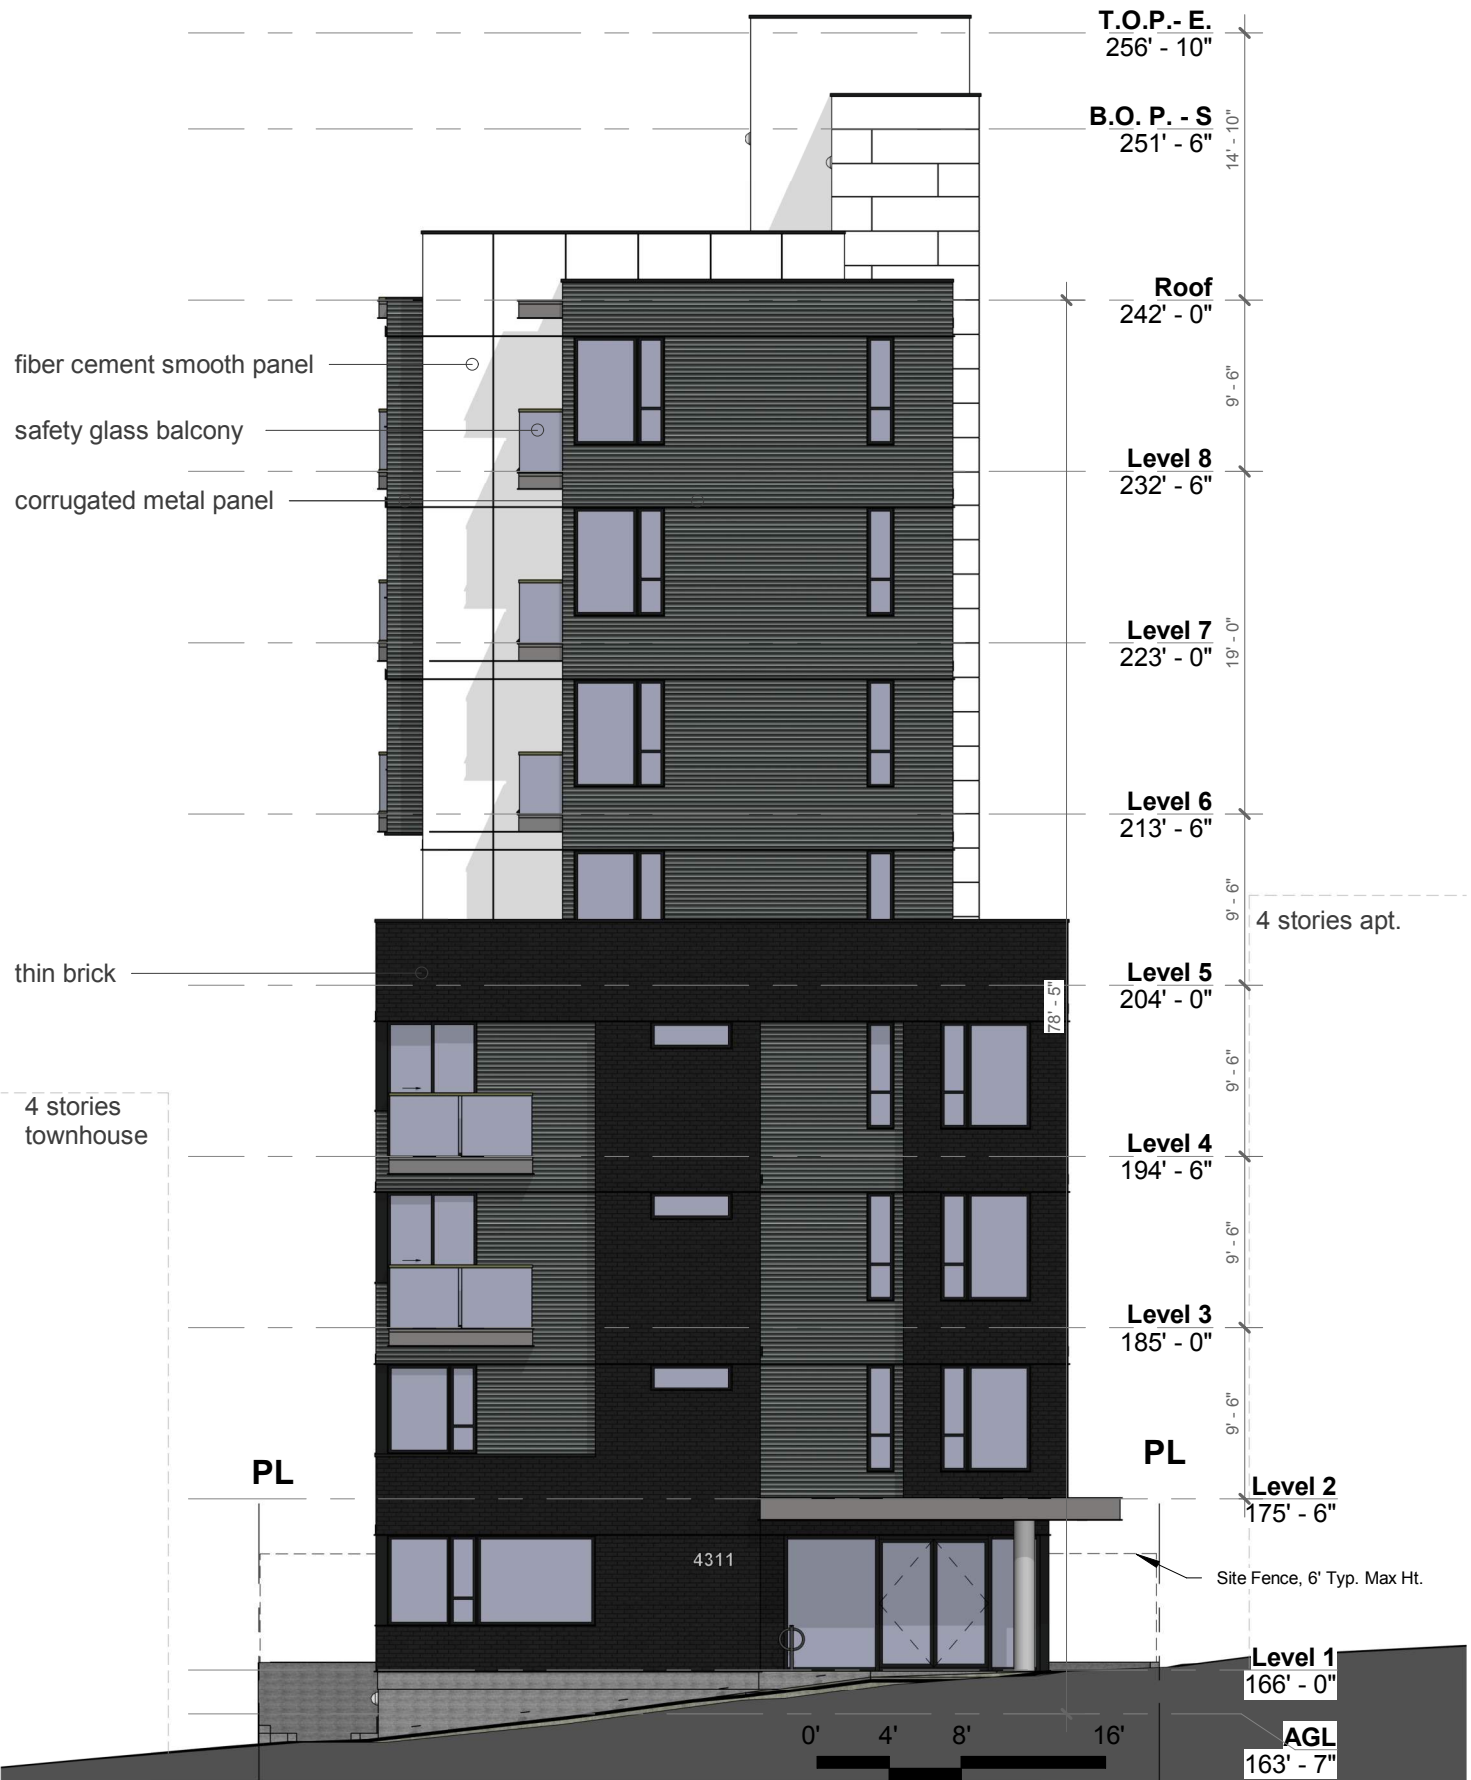 T.O.P.- E.
256' - 10"
B.O. P. - S
251' - 6"
14' - 10"
Roof
242' - 0"
fiber cement smooth panel
9' - 6"
safety glass balcony
Level 8
232' - 6"
corrugated metal panel
Level 7
223' - 0"
19' - 0"
Level 6
213' - 6"
9' - 6"
4 stories apt.
thin brick
Level 5
204' - 0"
78' - 5"
9' - 6"
4 stories
townhouse
Level 4
194' - 6"
9' - 6"
Level 3
185' - 0"
9' - 6"
PL
PL
Level 2
175' - 6"
4311
Site Fence, 6' Typ. Max Ht.
Level 1
166' - 0"
0' 4' 8' 16'
AGL
163' - 7"